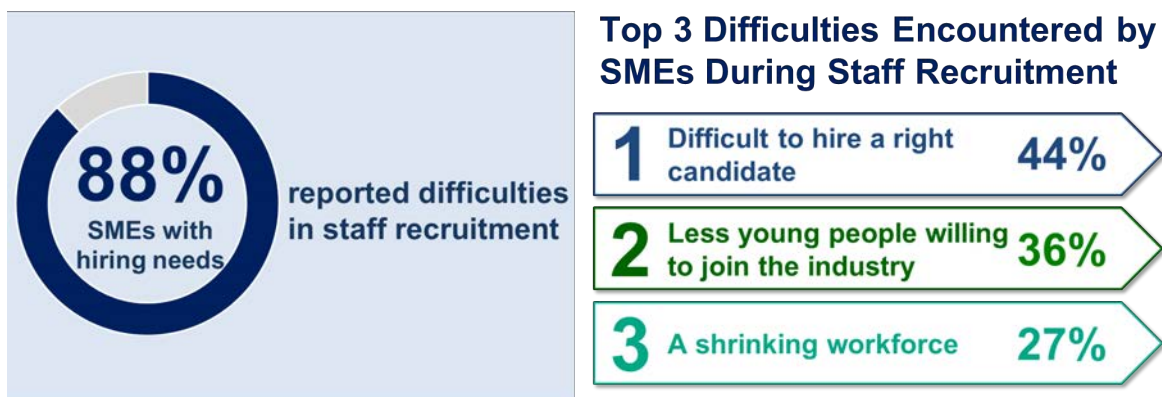 88%
SMEs with
hiring needs
reported difficulties
in staff recruitment
Top 3 Difficulties Encountered by
SMEs During Staff Recruitment
1 Difficult to hire a right
candidate 44%
2 Less young people willing
to join the industry 36%
3 A shrinking workforce 27%